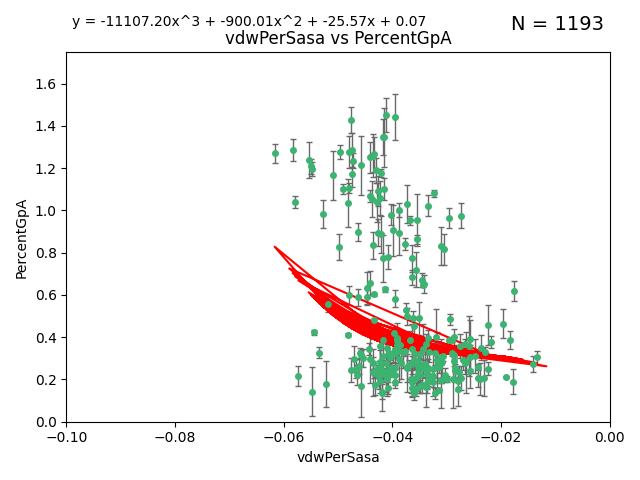 y = -11107.20x^3 + -900.01x^2 + -25.57x + 0.07
N = 1193
vdwPerSasa vs PercentGpA
PercentGpA
1.6
1.4
1.2
1.0
0.8
0.6
0.4
0.2
0.0
−0.10 −0.08 −0.06 −0.04 −0.02 0.00
vdwPerSasa